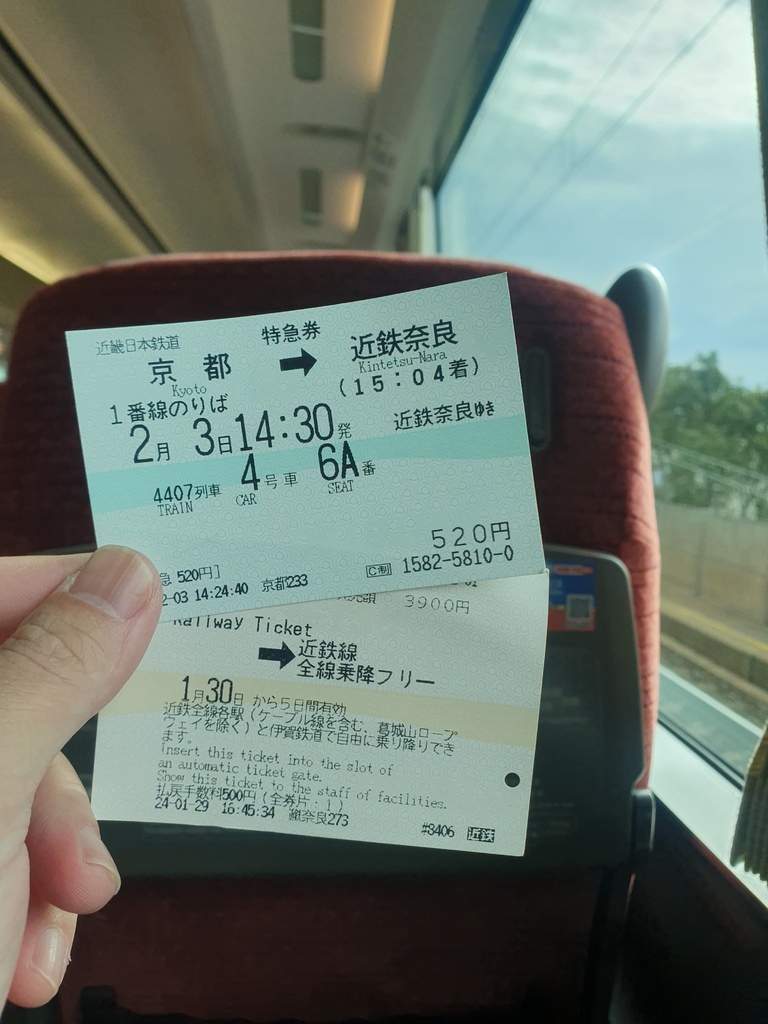 近畿日本鉄道 特急券
京都 ➡ 近鉄奈良
Kyoto Kintetsu-Nara
(15:04着)
1番線のりば
2月 3日 14:30発 近鉄奈良ゆき
4407列車 4号車 6A番
TRAIN CAR SEAT
520円
急 520円] C制 1582-5810-0
2-03 14:24:40 京都233
3900円
Railway Ticket
➡近鉄線
全線乗降フリー
1月30日 から5日間有効
近鉄全線各駅(ケーブル線を含む、葛城山ロープ
ウェイを除く)と伊賀鉄道で自由に乗り降りでき
ます。
Insert this ticket into the slot of
an automatic ticket gate.
Show this ticket to the staff of facilities.
払戻手数料500円(全券片・1)
24-01-29 16:45:34 奈良273
#8406 近鉄